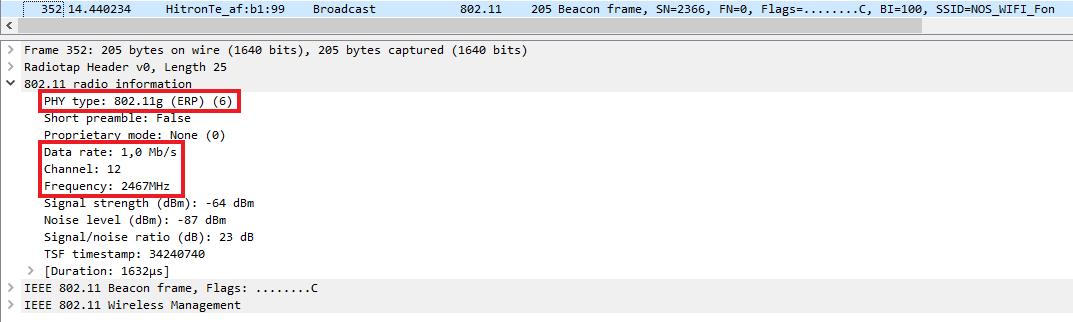 352 14.440234 HitronTe_af:b1:99 Broadcast 802.11 205 Beacon frame, SN=2366, FN=0, Flags=........C, BI=100, SSID=NOS_WIFI_Fon
Frame 352: 205 bytes on wire (1640 bits), 205 bytes captured (1640 bits)
Radiotap Header v0, Length 25
802.11 radio information
PHY type: 802.11g (ERP) (6)
Short preamble: False
Proprietary mode: None (0)
Data rate: 1,0 Mb/s
Channel: 12
Frequency: 2467MHz
Signal strength (dBm): -64 dBm
Noise level (dBm): -87 dBm
Signal/noise ratio (dB): 23 dB
TSF timestamp: 34240740
[Duration: 1632µs]
IEEE 802.11 Beacon frame, Flags: ........C
IEEE 802.11 Wireless Management